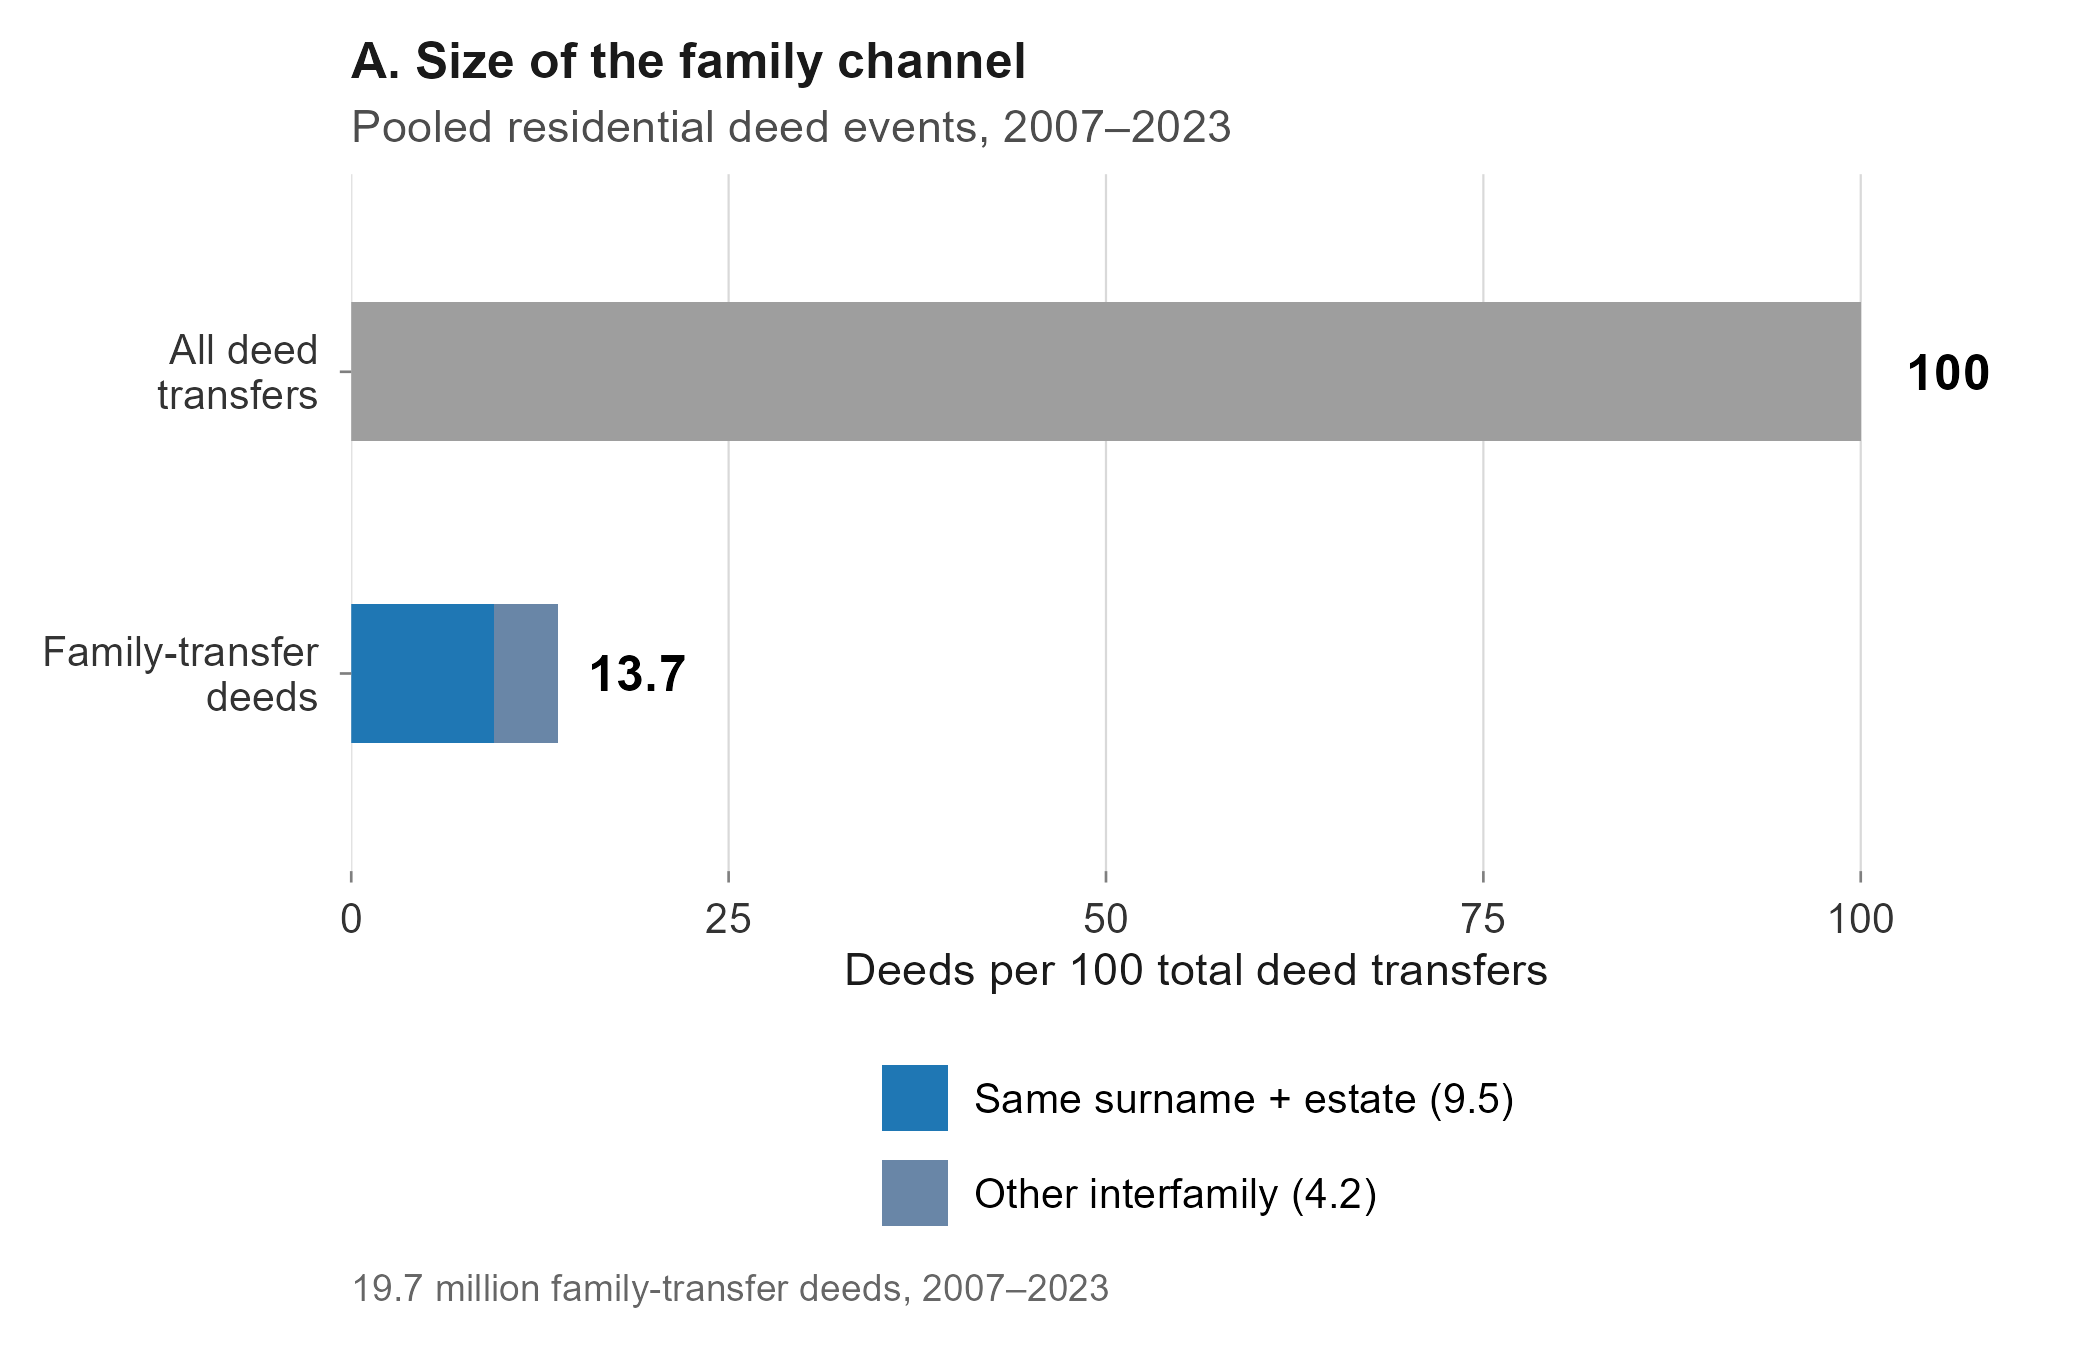 A. Size of the family channel
Pooled residential deed events, 2007–2023
All deed
transfers
100
Family-transfer
deeds
13.7
0 25 50 75 100
Deeds per 100 total deed transfers
Same surname + estate (9.5)
Other interfamily (4.2)
19.7 million family-transfer deeds, 2007–2023